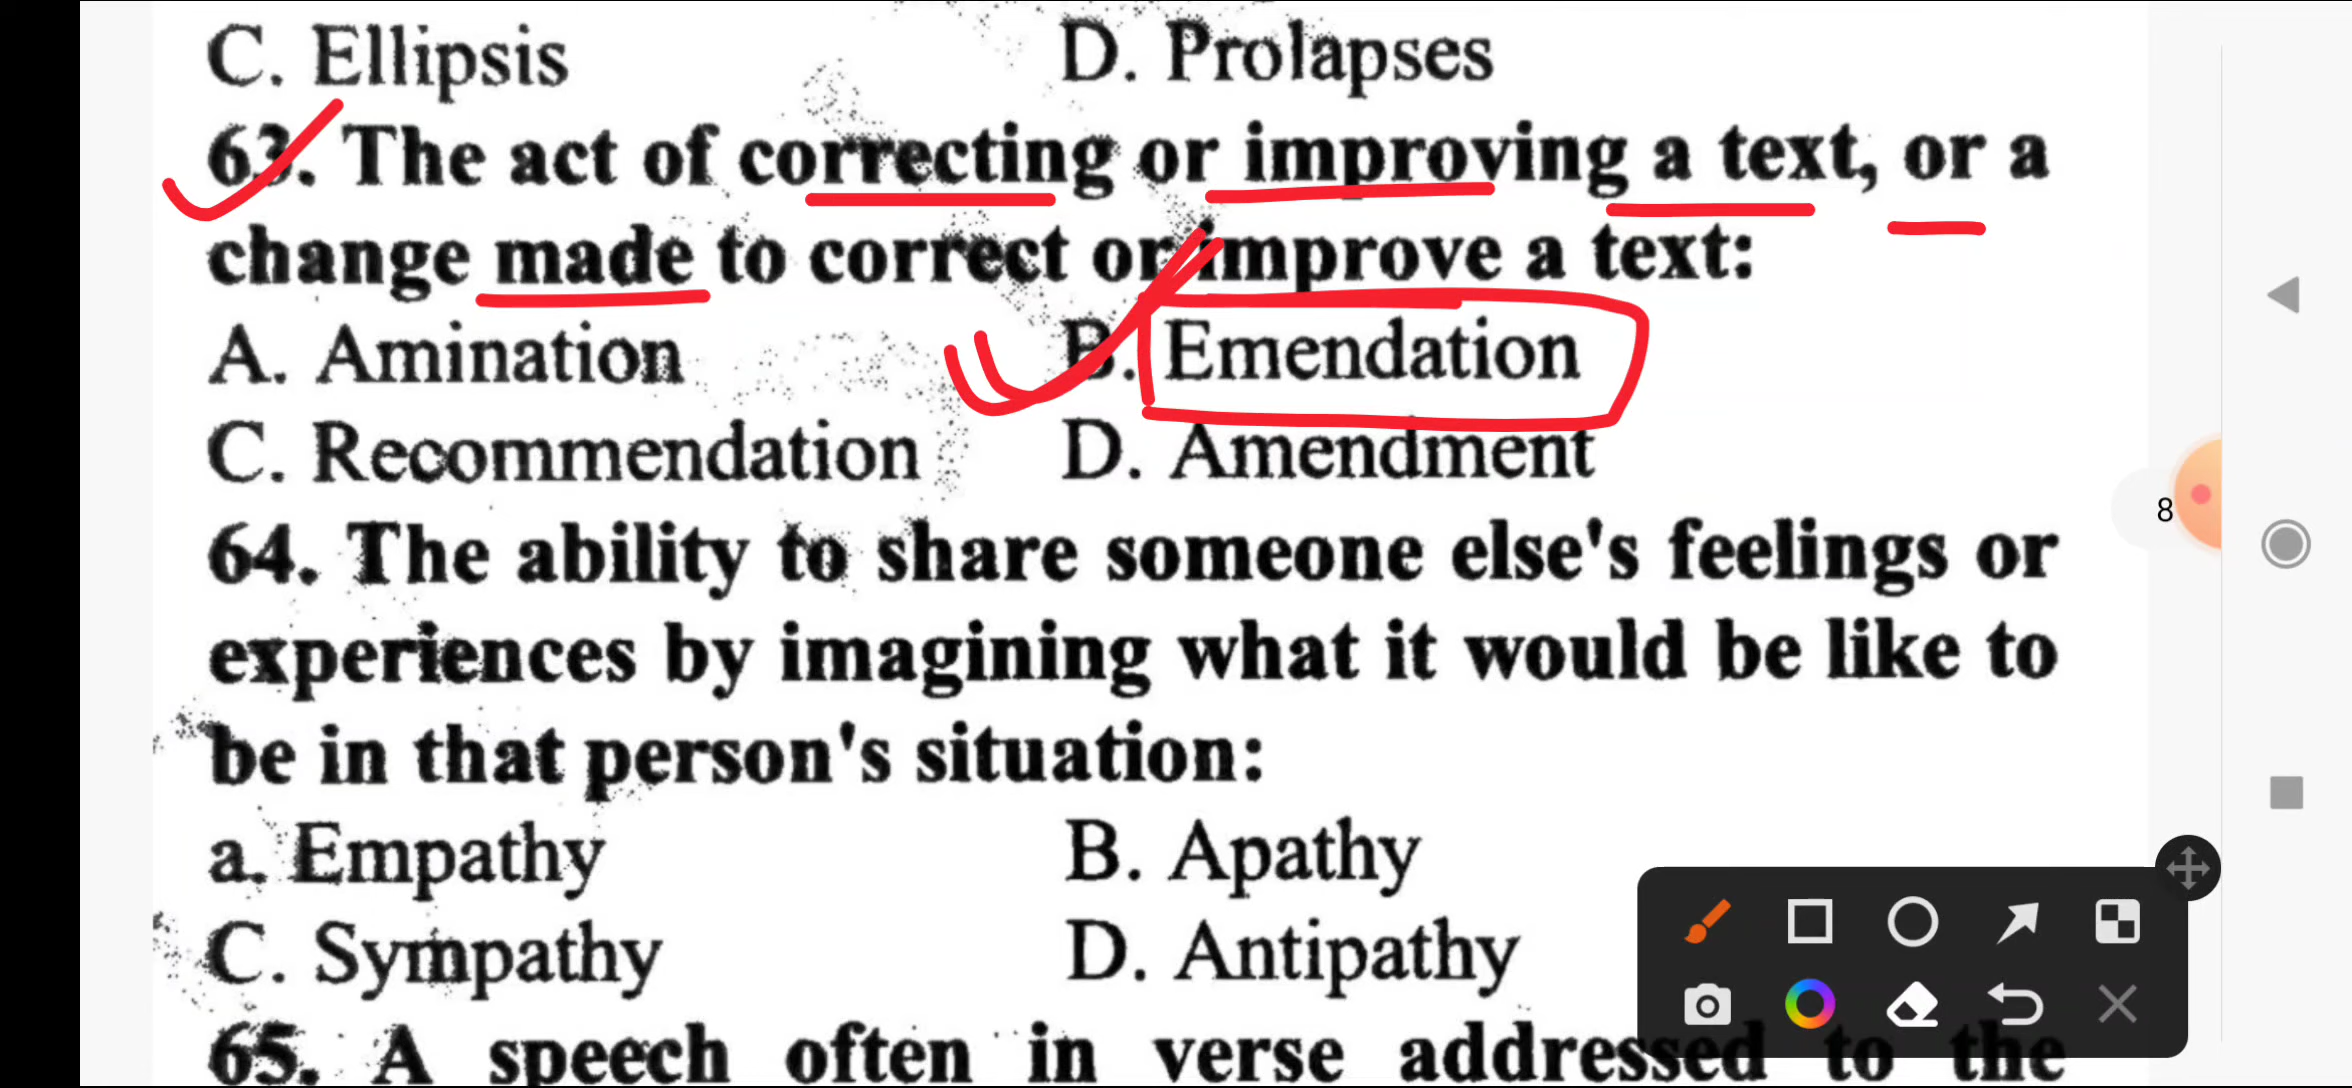 C. Ellipsis D. Prolapses
63. The act of correcting or improving a text, or a
change made to correct or improve a text:
A. Amination B. Emendation
C. Recommendation D. Amendment
64. The ability to share someone else's feelings or
experiences by imagining what it would be like to
be in that person's situation:
a. Empathy B. Apathy
C. Sympathy D. Antipathy
65. A speech often in verse addressed to the
8